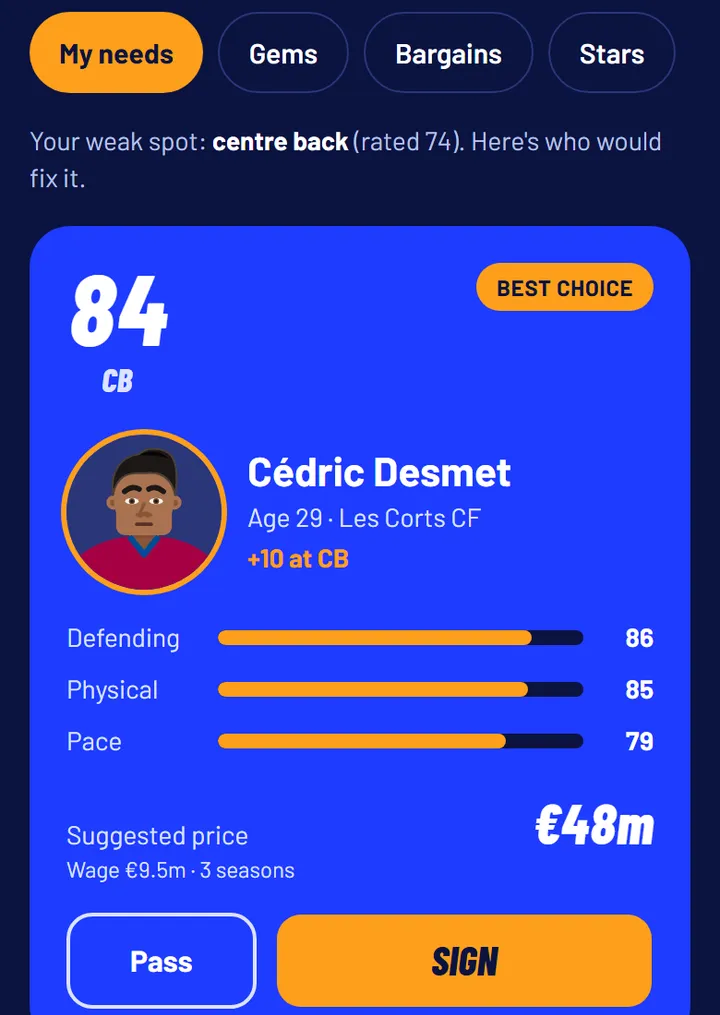 My needs
Gems
Bargains
Stars
Your weak spot: centre back (rated 74). Here's who would
fix it.
84
BEST CHOICE
CB
Cédric Desmet
Age 29 · Les Corts CF
+10 at CB
Defending 86
Physical 85
Pace 79
Suggested price €48m
Wage €9.5m · 3 seasons
Pass
SIGN